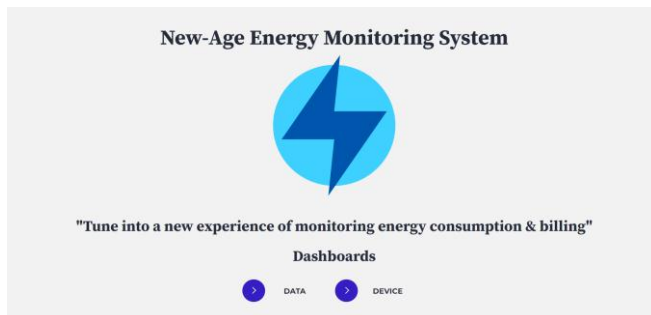 New-Age Energy Monitoring System
"Tune into a new experience of monitoring energy consumption & billing"
Dashboards
DATA DEVICE